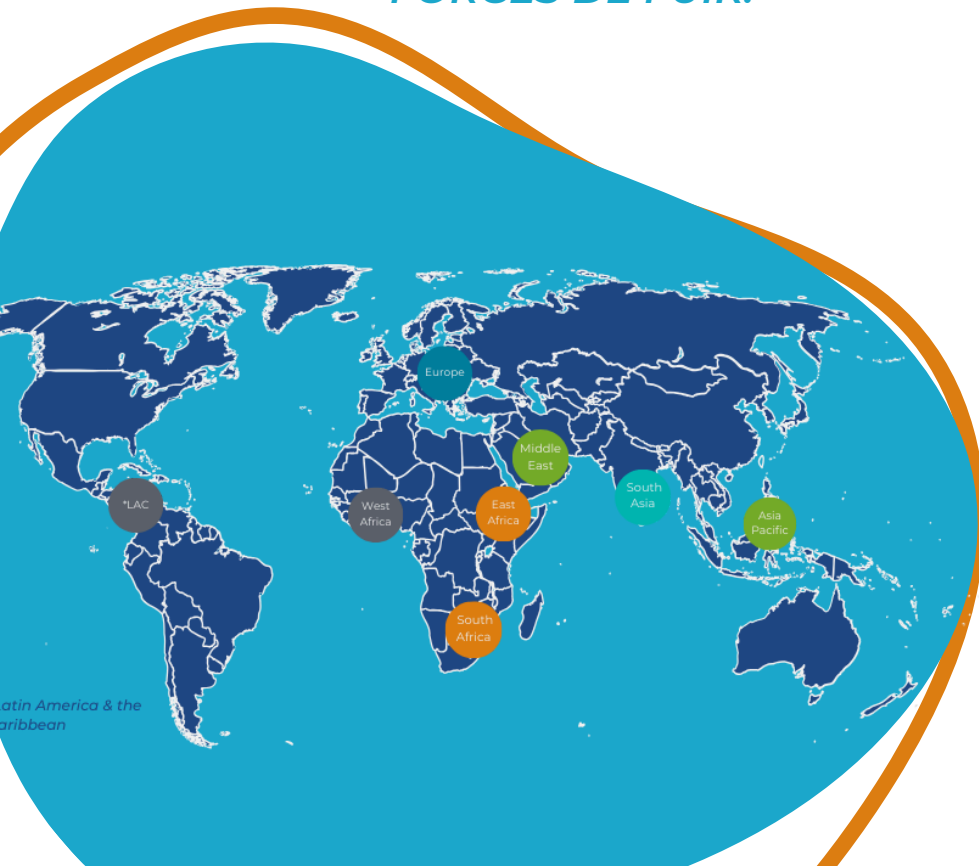 Europe
Middle
East
South
Asia
*LAC
West
Africa
East
Africa
Asia
Pacific
South
Africa
atin America & the
aribbean